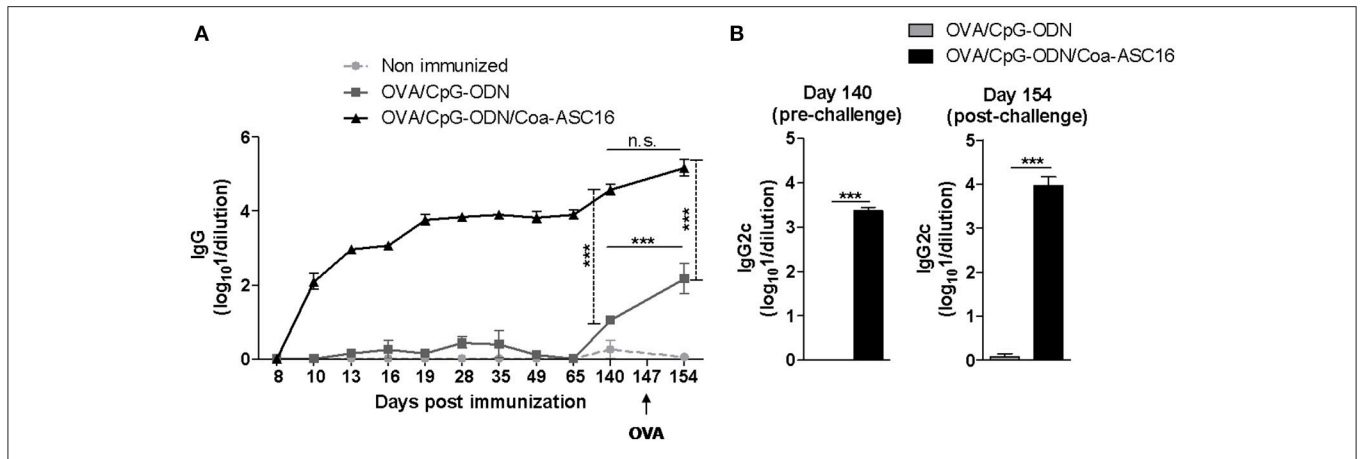 A
Non immunized
OVA/CpG-ODN
OVA/CpG-ODN/Coa-ASC16
IgG
(log₁₀1/dilution)
6
4
2
0
n.s.
***
***
***
8 10 13 16 19 28 35 49 65 140 147 154
Days post immunization
OVA
B
OVA/CpG-ODN
OVA/CpG-ODN/Coa-ASC16
Day 140
(pre-challenge)
IgG2c
(log₁₀1/dilution)
5
4
3
2
1
0
***
Day 154
(post-challenge)
IgG2c
(log₁₀1/dilution)
5
4
3
2
1
0
***